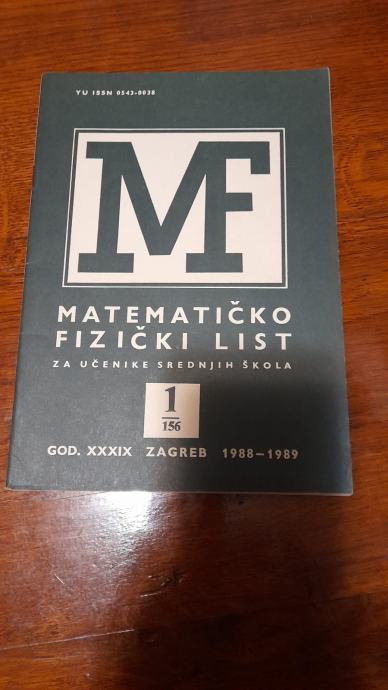 YU ISSN 0543-0038
MF
MATEMATIČKO
FIZIČKI LIST
ZA UČENIKE SREDNJIH ŠKOLA
1
156
GOD. XXXIX ZAGREB 1988-1989